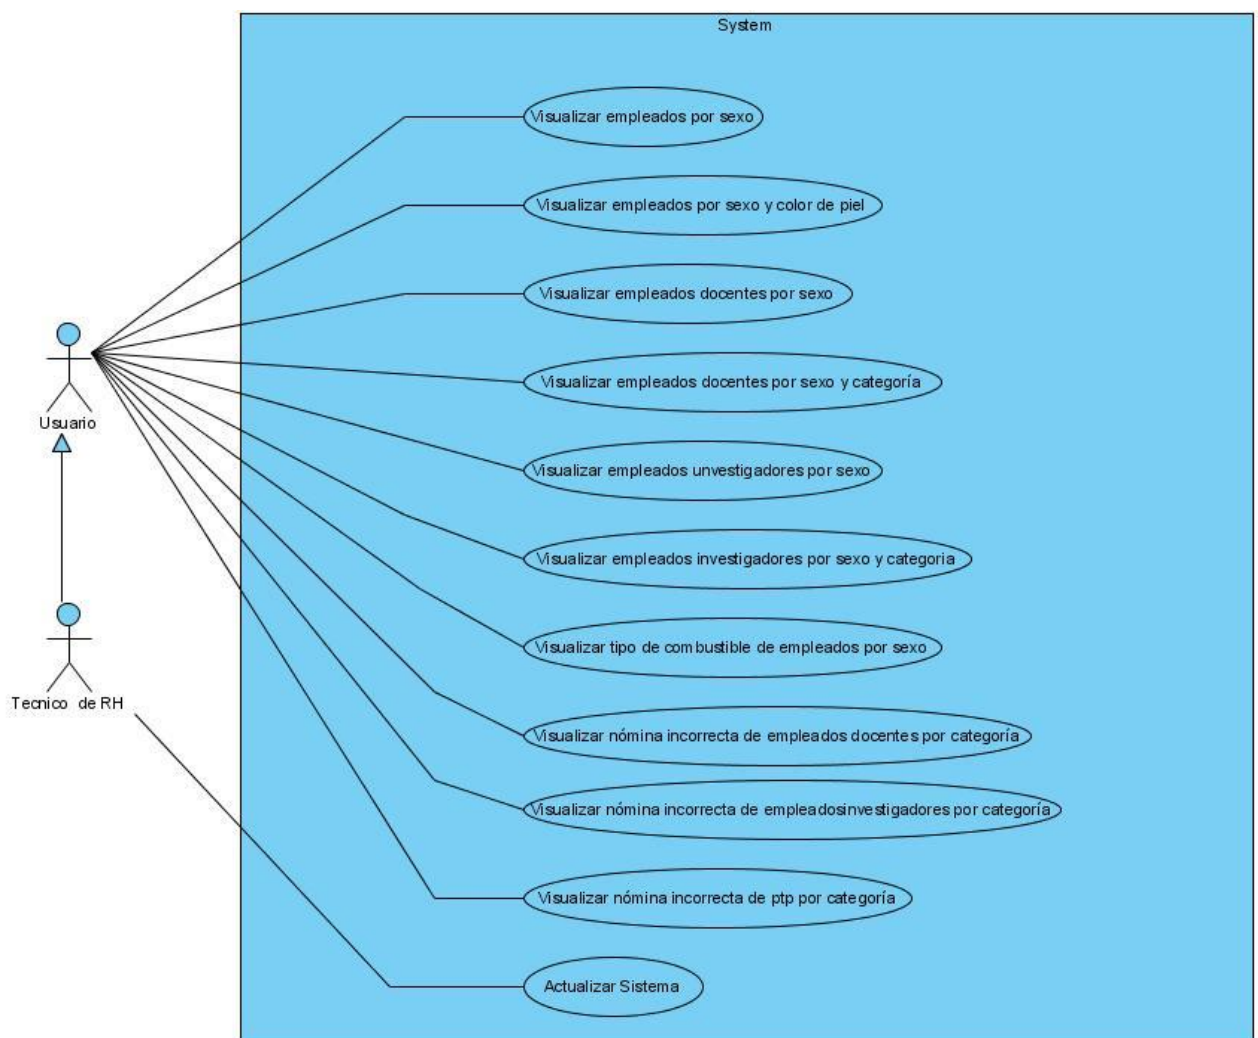 System
Visualizar empleados por sexo
Visualizar empleados por sexo y color de piel
Visualizar empleados docentes por sexo
Visualizar empleados docentes por sexo y categoría
Usuario
Visualizar empleados unvestigadores por sexo
Visualizar empleados investigadores por sexo y categoria
Visualizar tipo de combustible de empleados por sexo
Tecnico de RH
Visualizar nómina incorrecta de empleados docentes por categoría
Visualizar nómina incorrecta de empleadosinvestigadores por categoría
Visualizar nómina incorrecta de ptp por categoría
Actualizar Sistema